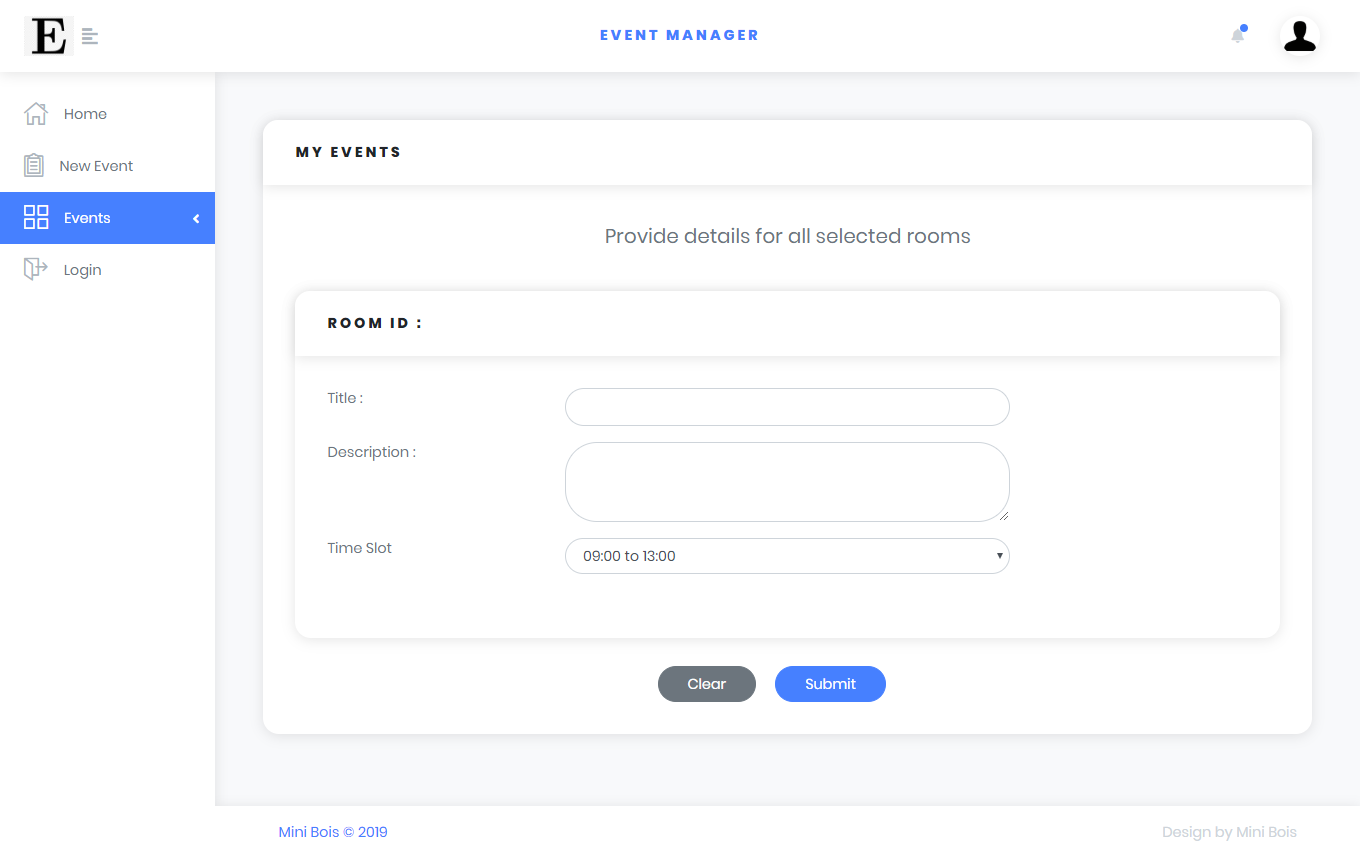 E
EVENT MANAGER
Home
New Event
Events
Login
MY EVENTS
Provide details for all selected rooms
ROOM ID :
Title :
Description :
Time Slot
09:00 to 13:00
Clear
Submit
Mini Bois © 2019
Design by Mini Bois